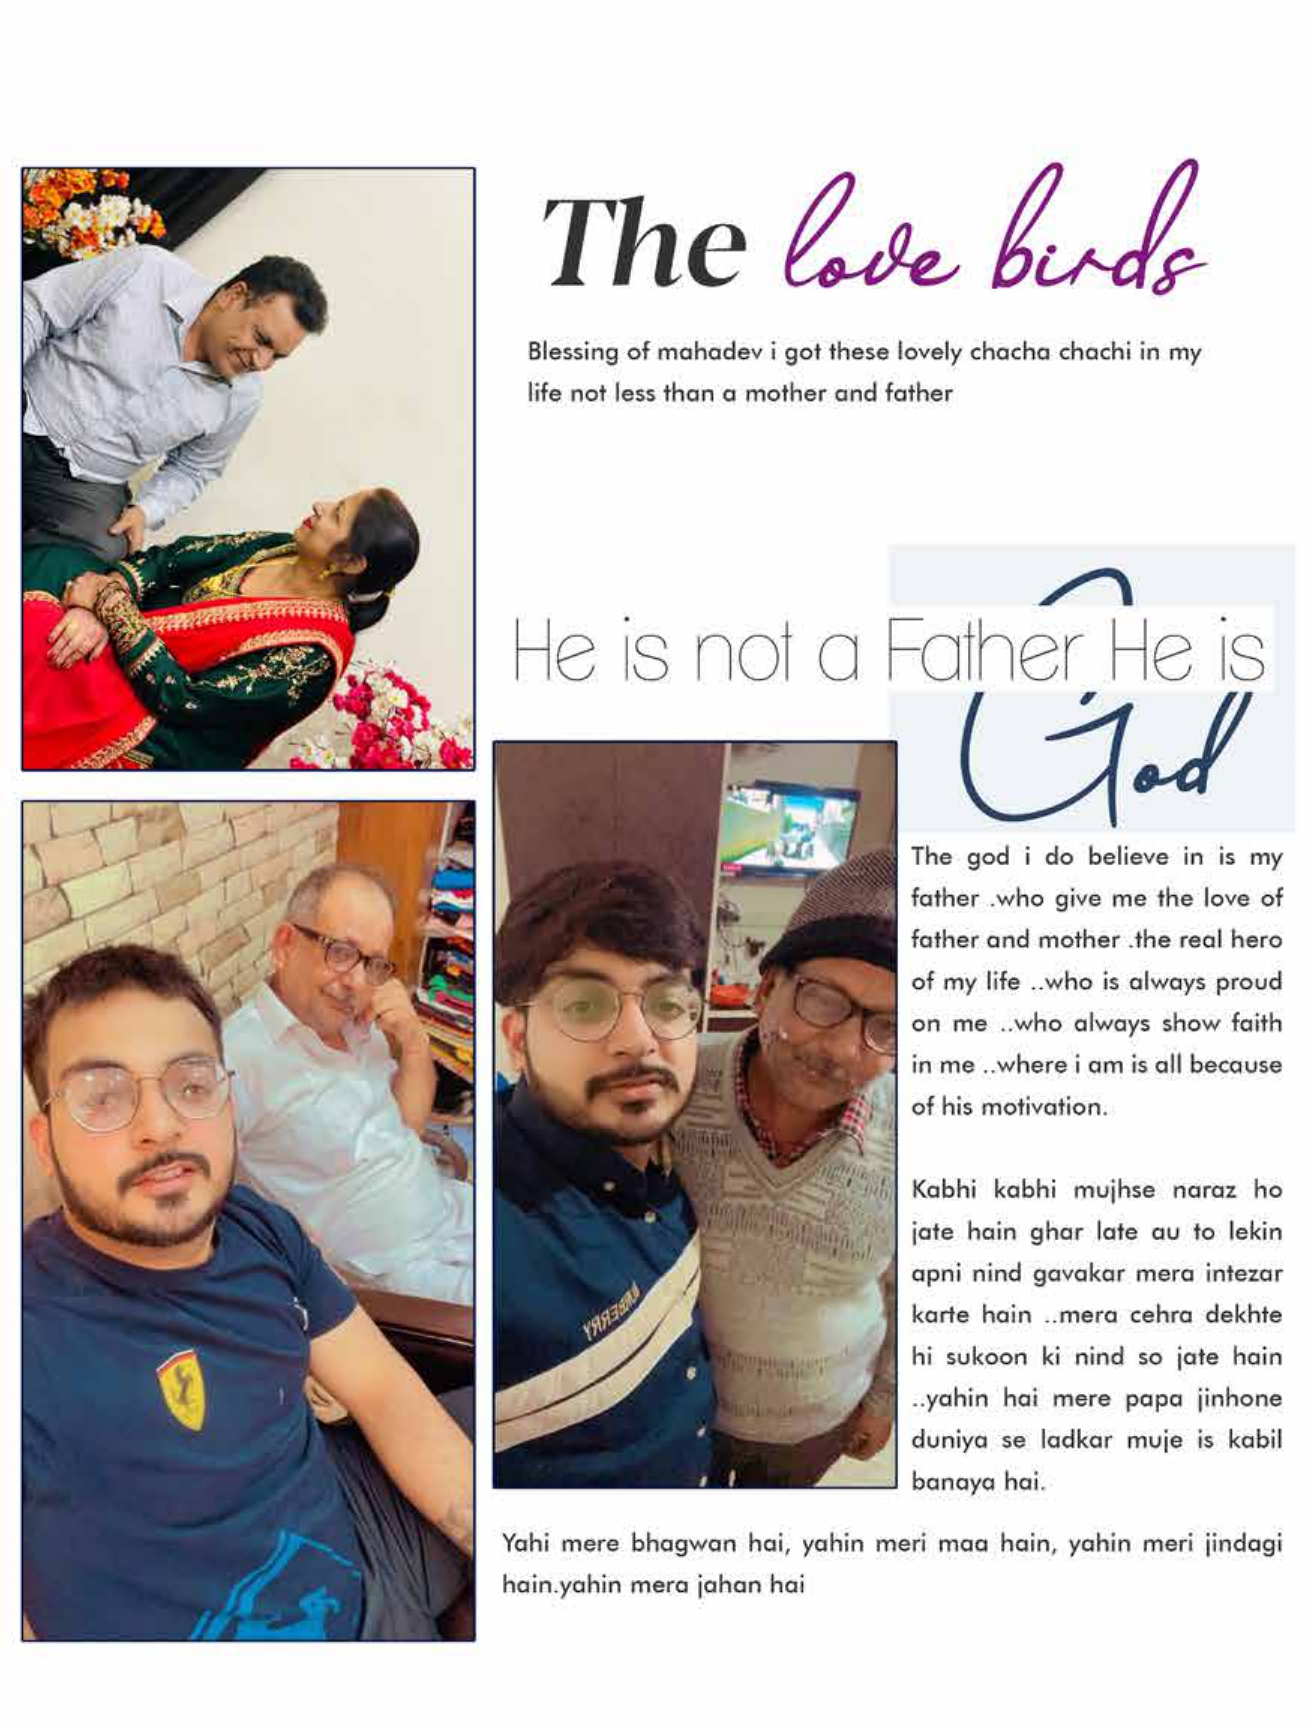 The love birds
Blessing of mahadev i got these lovely chacha chachi in my
life not less than a mother and father
He is not a Father He is
God
The god i do believe in is my
father .who give me the love of
father and mother .the real hero
of my life ..who is always proud
on me ..who always show faith
in me ..where i am is all because
of his motivation.
Kabhi kabhi mujhse naraz ho
jate hain ghar late au to lekin
apni nind gavakar mera intezar
karte hain ..mera cehra dekhte
hi sukoon ki nind so jate hain
..yahin hai mere papa jinhone
duniya se ladkar muje is kabil
banaya hai.
Yahi mere bhagwan hai, yahin meri maa hain, yahin meri jindagi
hain.yahin mera jahan hai
BURBERRY